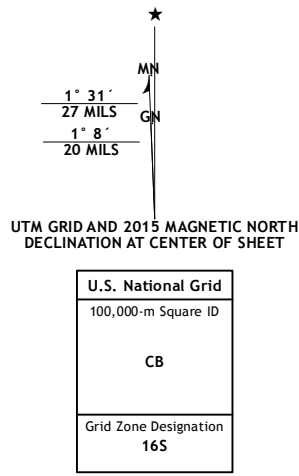 MN
1° 31´
27 MILS
GN
1° 8´
20 MILS
UTM GRID AND 2015 MAGNETIC NORTH
DECLINATION AT CENTER OF SHEET
U.S. National Grid
100,000-m Square ID
CB
Grid Zone Designation
16S